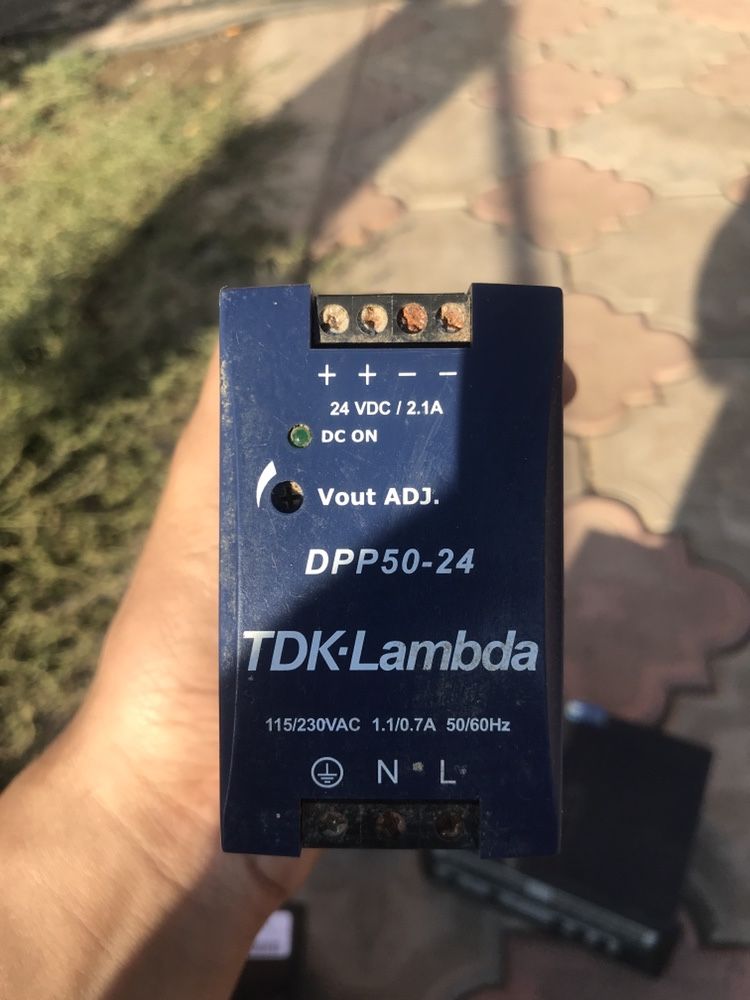 + + − −
24 VDC / 2.1A
DC ON
Vout ADJ.
DPP50-24
TDK·Lambda
115/230VAC 1.1/0.7A 50/60Hz
N L